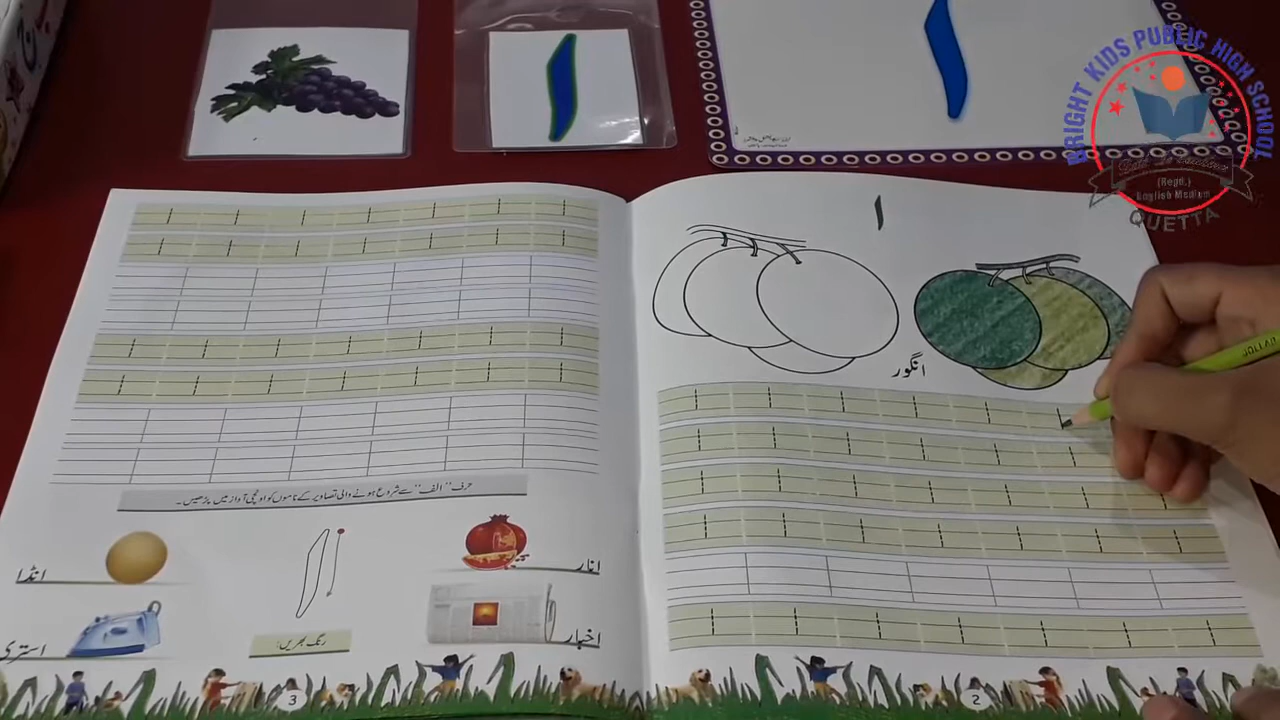 ا
ا
BRIGHT KIDS PUBLIC HIGH SCHOOL
(Regd.)
English Medium
QUETTA
ا
انگور
DOLLAR
2
حرف "الف" سے شروع ہونے والی تصاویر کے ناموں کو اونچی آواز میں پڑھیں۔
انار
انڈا
اخبار
استری
رنگ بھریں:
3